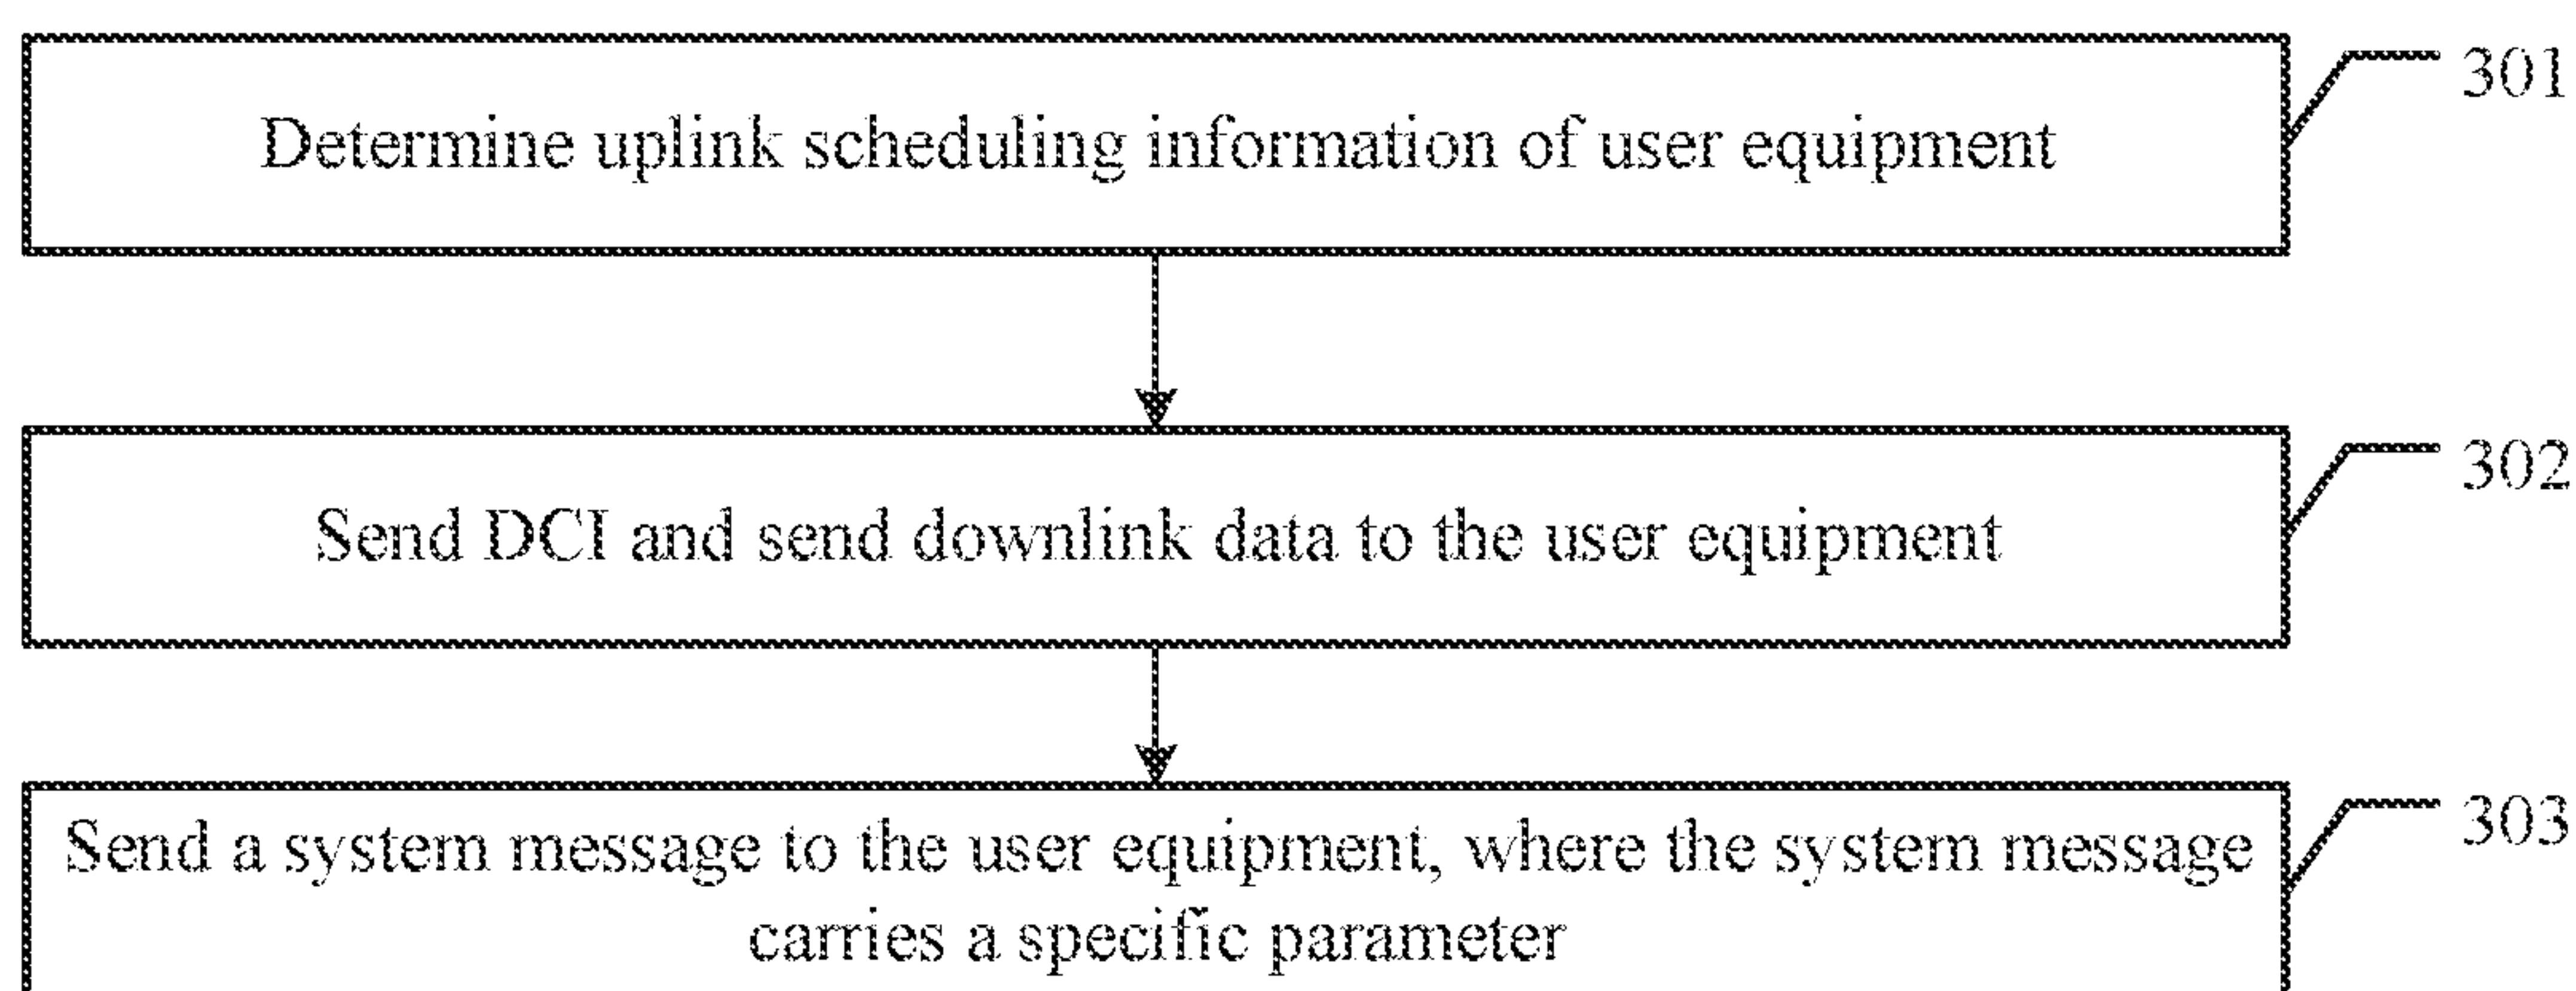 Determine uplink scheduling information of user equipment
301
Send DCI and send downlink data to the user equipment
302
Send a system message to the user equipment, where the system message
carries a specific parameter
303